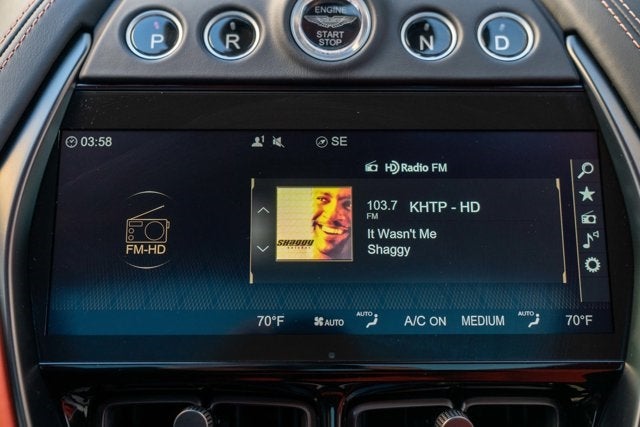 P
R
ENGINE
START
STOP
N
D
03:58
1
SE
HD Radio FM
FM-HD
103.7 KHTP - HD
FM
It Wasn't Me
Shaggy
SHAGGY
70°F AUTO AUTO A/C ON MEDIUM AUTO 70°F